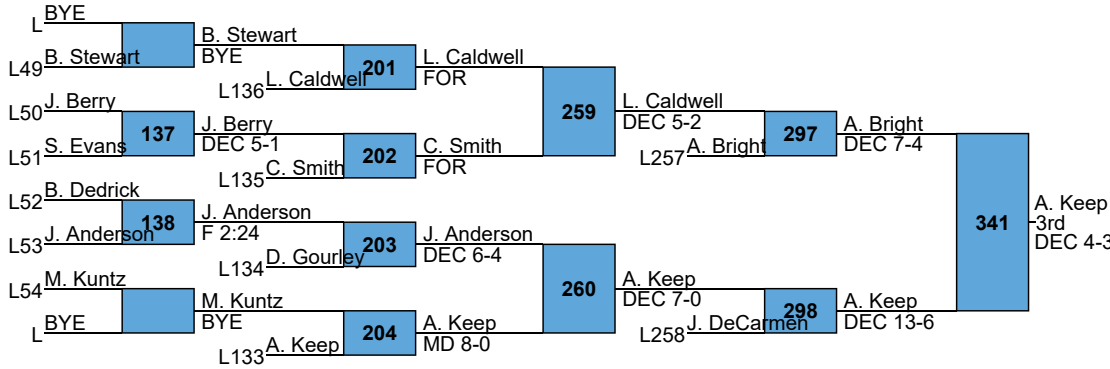 L BYE
L49 B. Stewart
B. Stewart
BYE
L136 L. Caldwell
201
L. Caldwell
FOR
L50 J. Berry
L51 S. Evans
137
J. Berry
DEC 5-1
L135 C. Smith
202
C. Smith
FOR
259
L. Caldwell
DEC 5-2
L257 A. Bright
297
A. Bright
DEC 7-4
L52 B. Dedrick
L53 J. Anderson
138
J. Anderson
F 2:24
L134 D. Gourley
203
J. Anderson
DEC 6-4
L54 M. Kuntz
L BYE
M. Kuntz
BYE
L133 A. Keep
204
A. Keep
MD 8-0
260
A. Keep
DEC 7-0
L258 J. DeCarmen
298
A. Keep
DEC 13-6
341
A. Keep
3rd
DEC 4-3